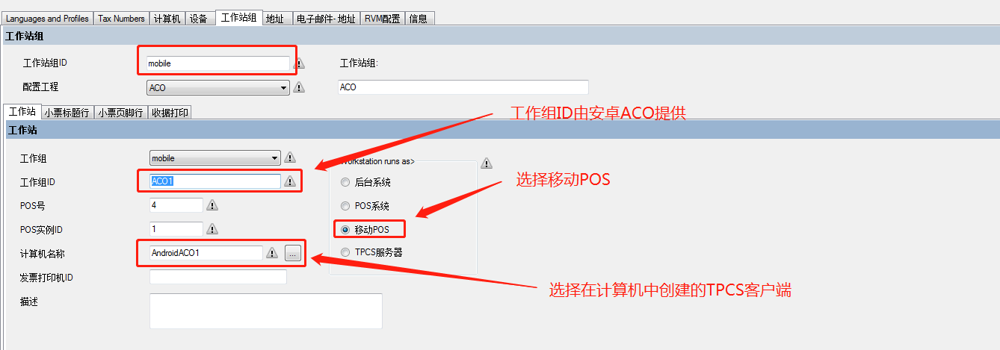 Languages and Profiles Tax Numbers 计算机 设备 工作站组 地址 电子邮件- 地址 RVM配置 信息
工作站组
工作站组ID mobile 工作站组:
配置工程 ACO ACO
工作站 小票标题行 小票页脚行 收据打印
工作组ID由安卓ACO提供
工作站
工作组 mobile Workstation runs as>
工作组ID ACO1 后台系统 选择移动POS
POS号 4 POS系统
POS实例ID 1 移动POS
计算机名称 AndroidACO1 ... TPCS服务器
发票打印机ID
选择在计算机中创建的TPCS客户端
描述